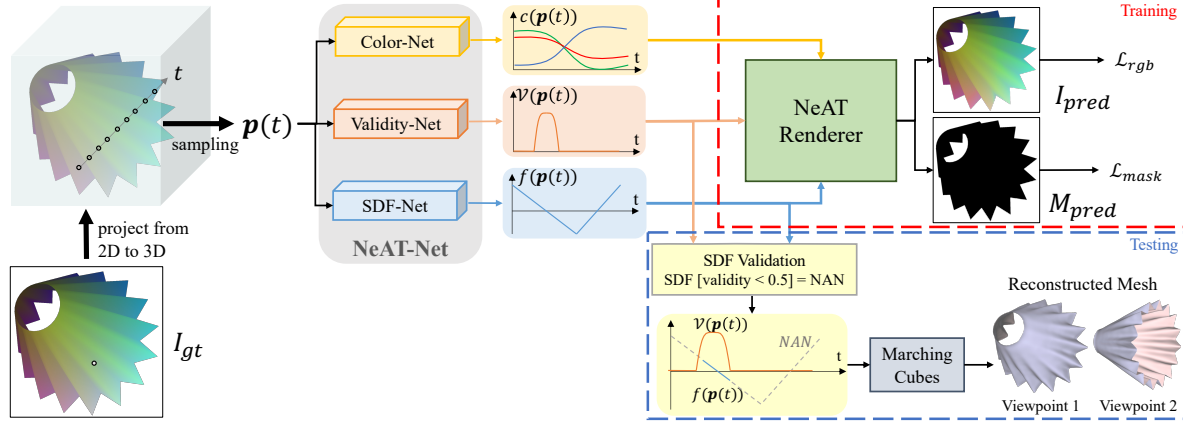 t
sampling
p(t)
project from
2D to 3D
I_gt
Color-Net
Validity-Net
SDF-Net
NeAT-Net
c(p(t))
t
𝒱(p(t))
t
f(p(t))
t
Training
NeAT
Renderer
I_pred
ℒ_rgb
M_pred
ℒ_mask
Testing
SDF Validation
SDF [validity < 0.5] = NAN
𝒱(p(t))
NAN
t
f(p(t))
Marching
Cubes
Reconstructed Mesh
Viewpoint 1
Viewpoint 2